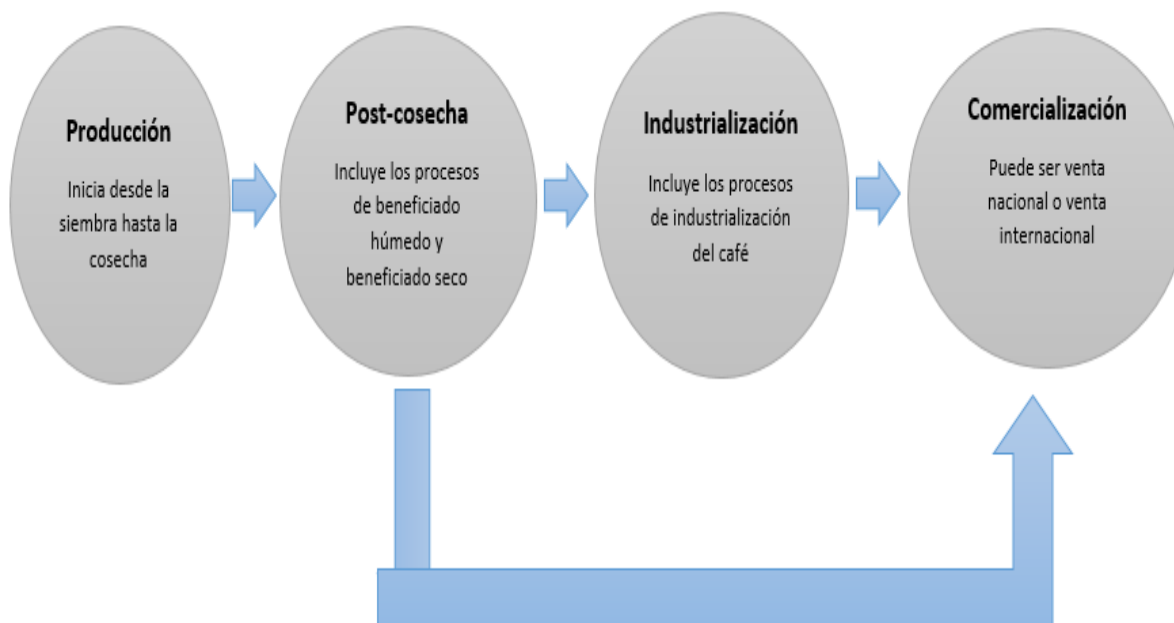 Producción
Inicia desde la
siembra hasta la
cosecha
Post-cosecha
Incluye los procesos
de beneficiado
húmedo y
beneficiado seco
Industrialización
Incluye los procesos
de industrialización
del café
Comercialización
Puede ser venta
nacional o venta
internacional